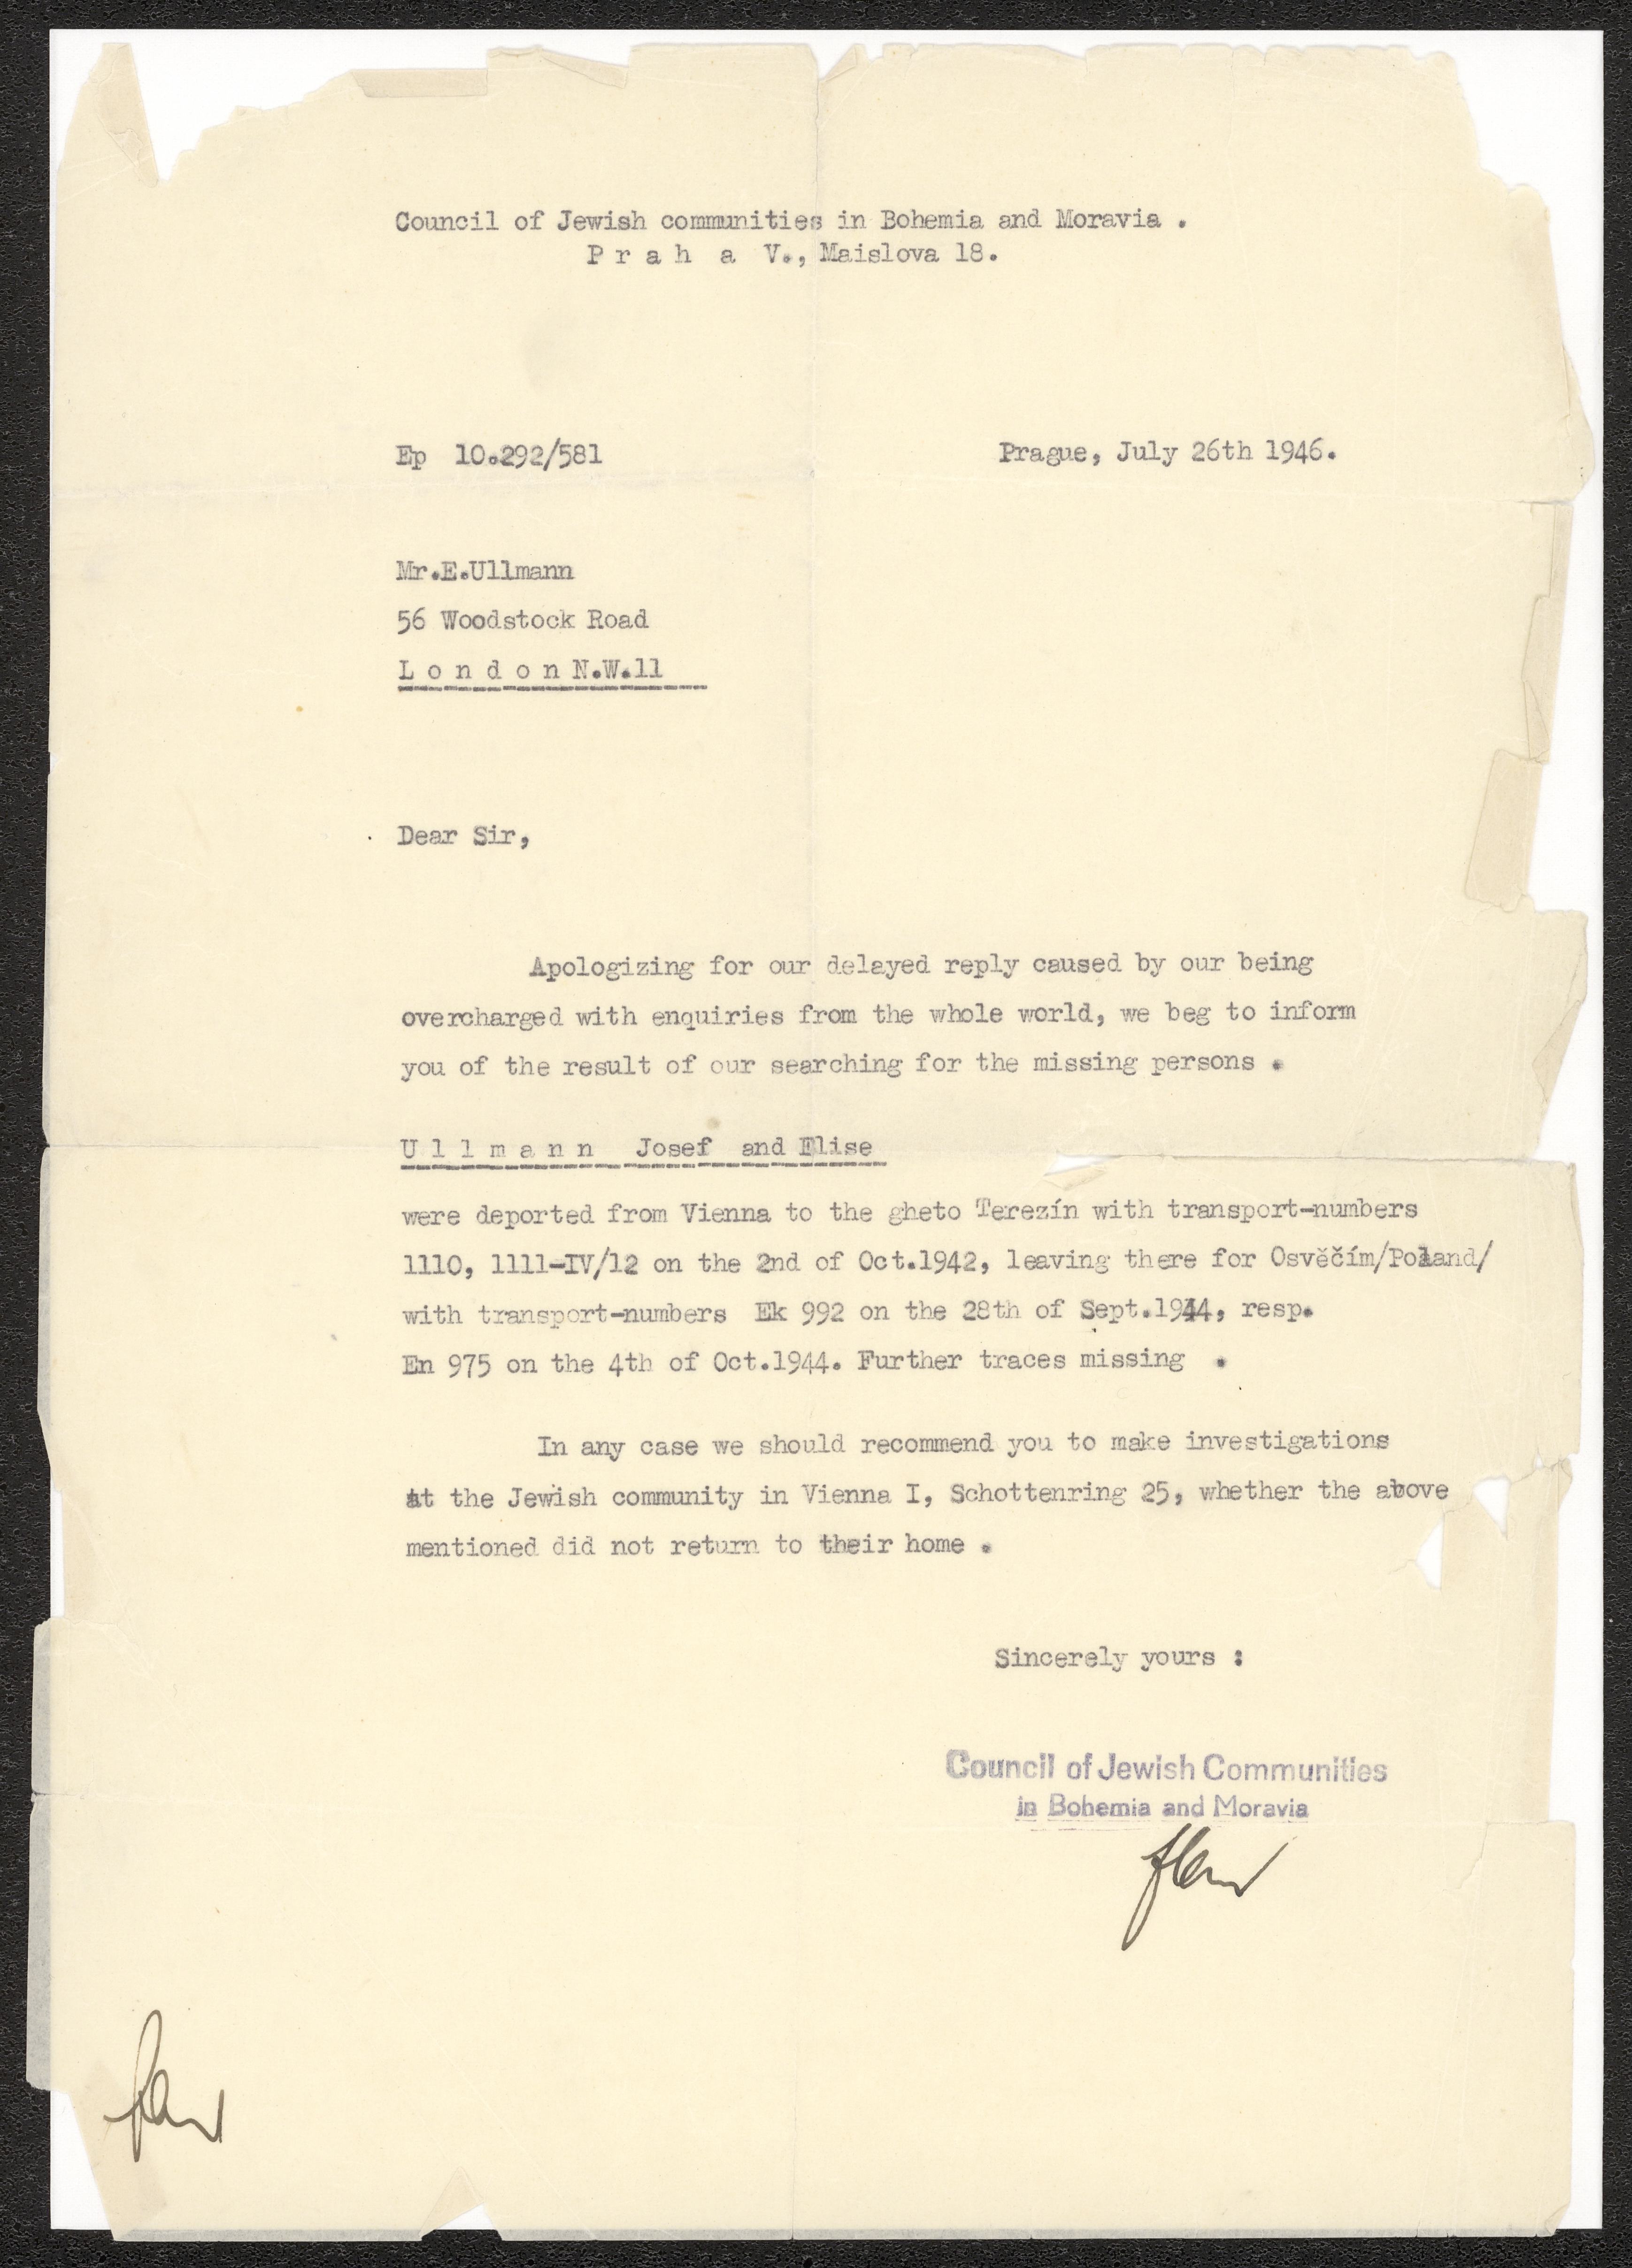 Council of Jewish communities in Bohemia and Moravia .
P r a h a V., Maislova 18.
Ep 10.292/581
Prague, July 26th 1946.
Mr.E.Ullmann
56 Woodstock Road
L o n d o n N.W.11
Dear Sir,
Apologizing for our delayed reply caused by our being
overcharged with enquiries from the whole world, we beg to inform
you of the result of our searching for the missing persons .
U l l m a n n Josef and Elise
were deported from Vienna to the gheto Terezín with transport-numbers
1110, 1111-IV/12 on the 2nd of Oct.1942, leaving there for Osvěčím/Poland/
with transport-numbers Ek 992 on the 28th of Sept.1944, resp.
En 975 on the 4th of Oct.1944. Further traces missing .
In any case we should recommend you to make investigations
at the Jewish community in Vienna I, Schottenring 25, whether the above
mentioned did not return to their home .
Sincerely yours :
Council of Jewish Communities
in Bohemia and Moravia